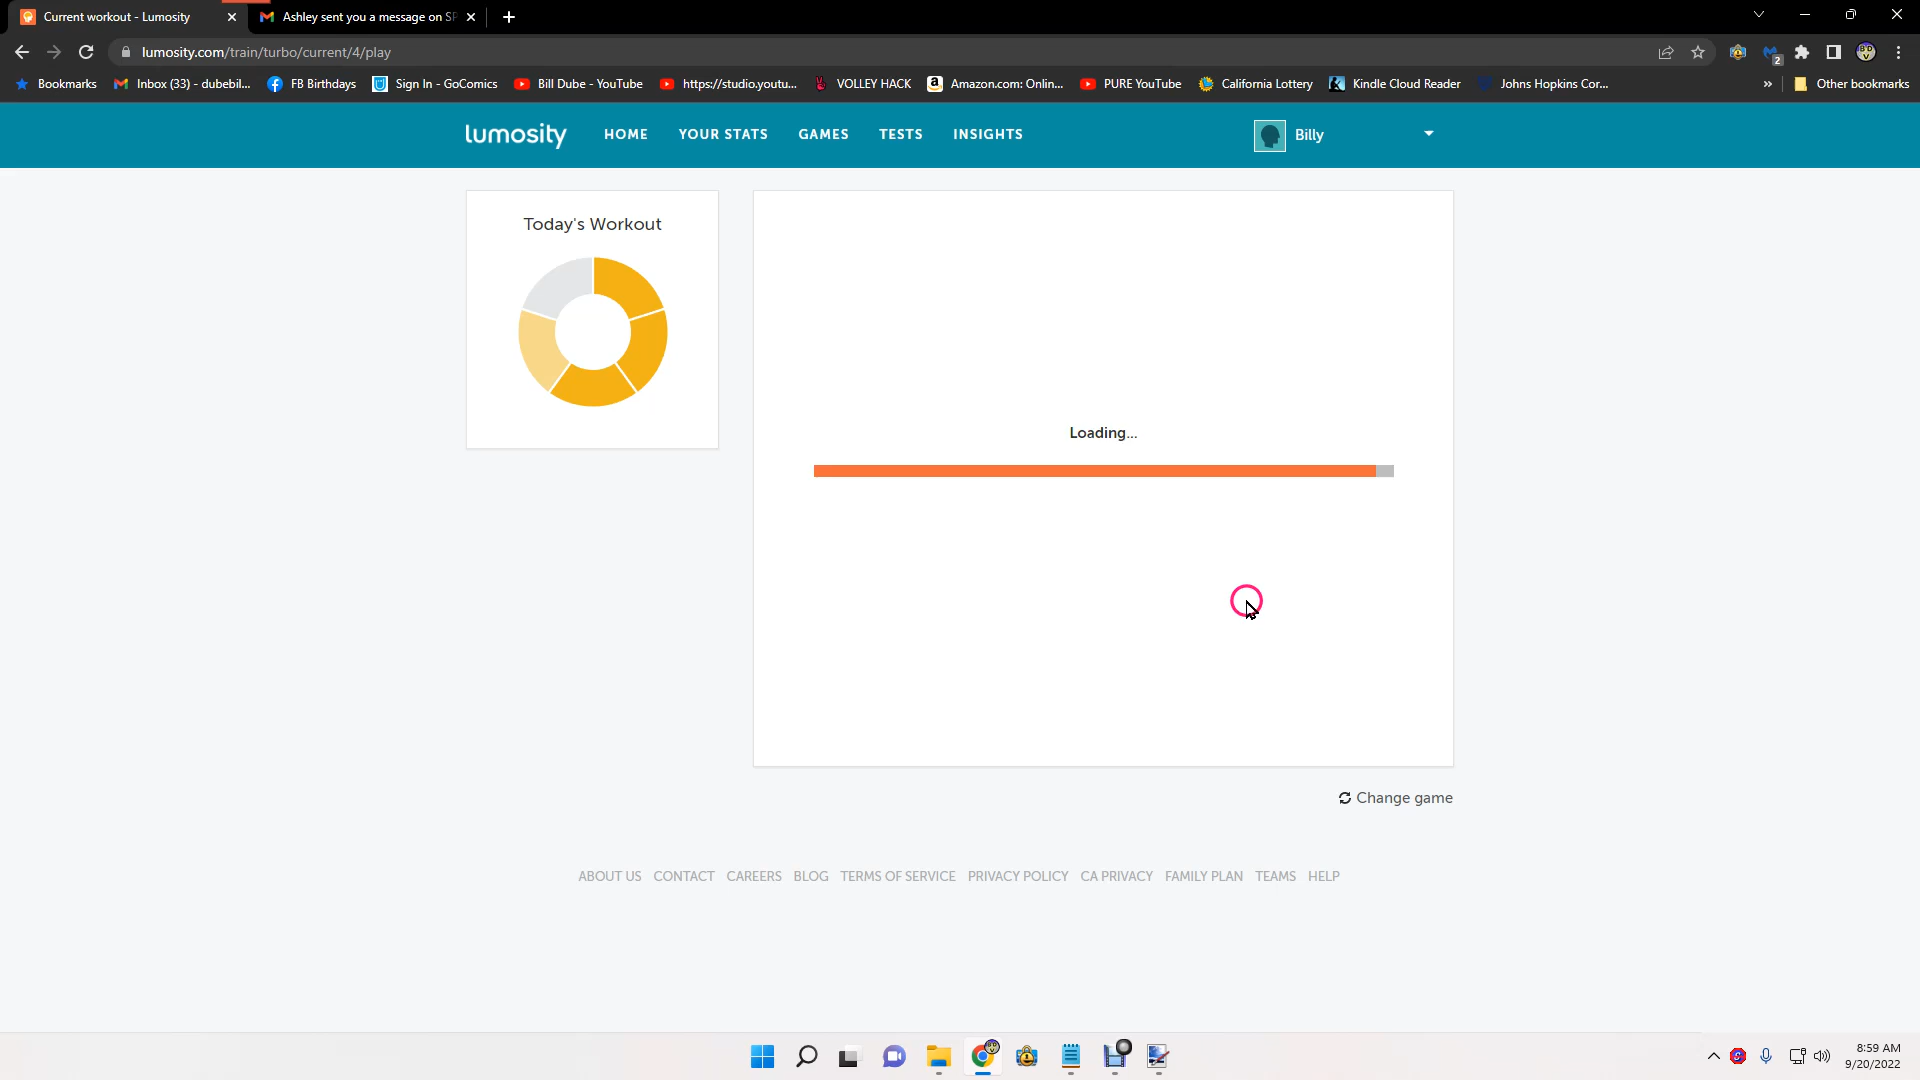 Current workout - Lumosity
Ashley sent you a message on SP
lumosity.com/train/turbo/current/4/play
2
Bookmarks
Inbox (33) - dubebil...
FB Birthdays
Sign In - GoComics
Bill Dube - YouTube
https://studio.youtu...
VOLLEY HACK
Amazon.com: Onlin...
PURE YouTube
California Lottery
Kindle Cloud Reader
Johns Hopkins Cor...
»
Other bookmarks
lumosity
HOME
YOUR STATS
GAMES
TESTS
INSIGHTS
Billy
Today's Workout
Loading...
Change game
ABOUT US CONTACT CAREERS BLOG TERMS OF SERVICE PRIVACY POLICY CA PRIVACY FAMILY PLAN TEAMS HELP
8:59 AM
9/20/2022